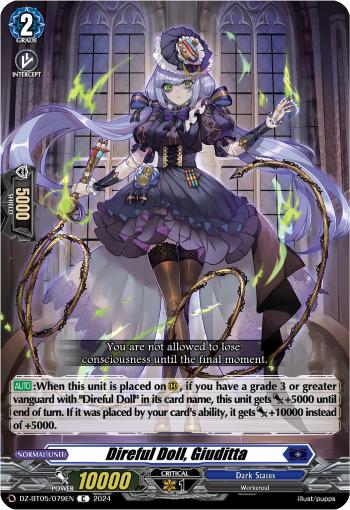 2
GRADE
INTERCEPT
5000
SHIELD
You are not allowed to lose
consciousness until the final moment.
AUTO:When this unit is placed on , if you have a grade 3 or greater
vanguard with "Direful Doll" in its card name, this unit gets +5000 until
end of turn. If it was placed by your card's ability, it gets +10000 instead
of +5000.
NORMAL UNIT
Direful Doll, Giuditta
POWER
10000
CRITICAL
1
Dark States
Workeroid
DZ-BT05/079EN C 2024
illust/pupps